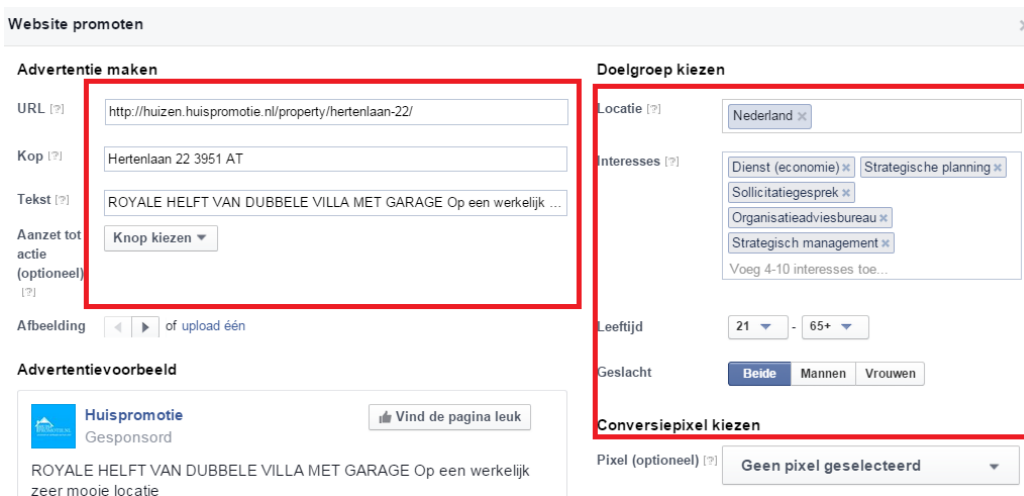 Website promoten
Advertentie maken
URL [?]
http://huizen.huispromotie.nl/property/hertenlaan-22/
Kop [?]
Hertenlaan 22 3951 AT
Tekst [?]
ROYALE HELFT VAN DUBBELE VILLA MET GARAGE Op een werkelijk ...
Aanzet tot
actie
(optioneel)
[?]
Knop kiezen
Afbeelding
of upload één
Advertentievoorbeeld
Huispromotie
Gesponsord
Vind de pagina leuk
ROYALE HELFT VAN DUBBELE VILLA MET GARAGE Op een werkelijk
zeer mooie locatie
Doelgroep kiezen
Locatie [?]
Nederland
Interesses [?]
Dienst (economie) Strategische planning
Sollicitatiegesprek
Organisatieadviesbureau
Strategisch management
Voeg 4-10 interesses toe...
Leeftijd
21 - 65+
Geslacht
Beide Mannen Vrouwen
Conversiepixel kiezen
Pixel (optioneel) [?]
Geen pixel geselecteerd